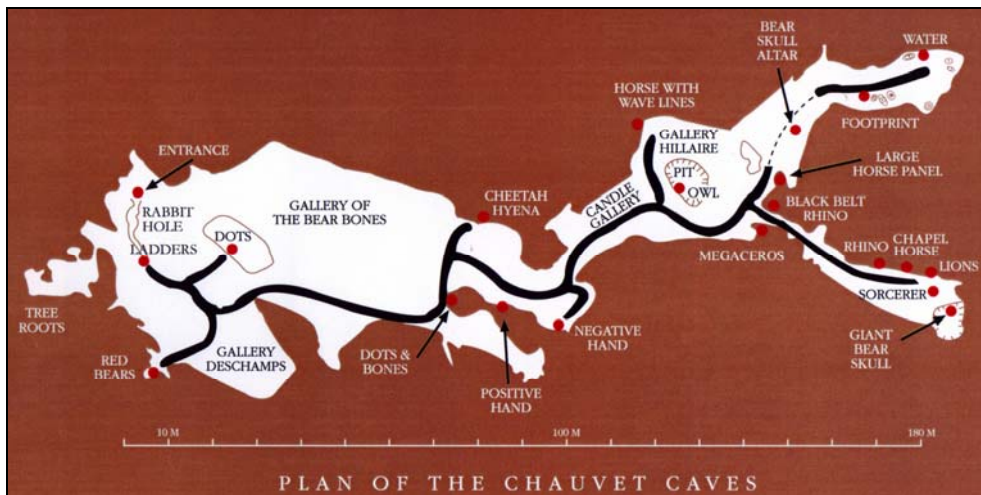 ENTRANCE
RABBIT
HOLE
LADDERS
DOTS
TREE
ROOTS
RED
BEARS
GALLERY OF
THE BEAR BONES
GALLERY
DESCHAMPS
CHEETAH
HYENA
DOTS &
BONES
POSITIVE
HAND
NEGATIVE
HAND
CANDLE
GALLERY
HORSE WITH
WAVE LINES
GALLERY
HILLAIRE
PIT
OWL
MEGACEROS
BEAR
SKULL
ALTAR
WATER
FOOTPRINT
LARGE
HORSE PANEL
BLACK BELT
RHINO
RHINO
CHAPEL
HORSE
LIONS
SORCERER
GIANT
BEAR
SKULL
10 M
100 M
180 M
PLAN OF THE CHAUVET CAVES